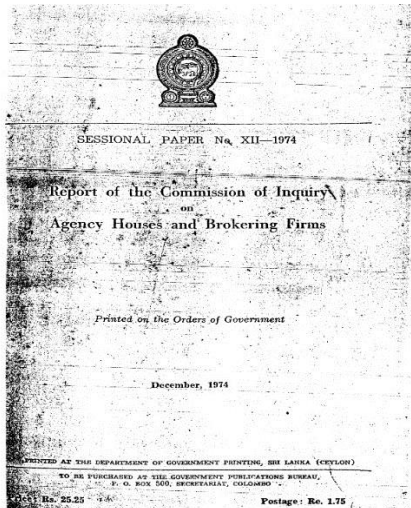 SESSIONAL PAPER No. XII—1974
Report of the Commission of Inquiry
on
Agency Houses and Brokering Firms
Printed on the Orders of Government
December, 1974
PRINTED AT THE DEPARTMENT OF GOVERNMENT PRINTING, SRI LANKA (CEYLON)
TO BE PURCHASED AT THE GOVERNMENT PUBLICATIONS BUREAU,
P. O. BOX 500, SECRETARIAT, COLOMBO
Rs. 25.25
Postage: Re. 1.75